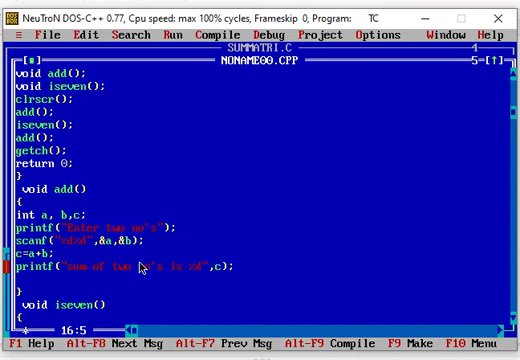 NeuTroN DOS-C++ 0.77, Cpu speed: max 100% cycles, Frameskip 0, Program: TC
≡ File Edit Search Run Compile Debug Project Options Window Help
SUMMATRI.C 4
[■] NONAME00.CPP 5=[↑]
void add();
void iseven();
clrscr();
add();
iseven();
add();
getch();
return 0;
}
void add()
{
int a, b,c;
printf("Enter two no's");
scanf("%d%d",&a,&b);
c=a+b;
printf("sum of two no's is %d",c);
}
void iseven()
{
16:5
F1 Help Alt-F8 Next Msg Alt-F7 Prev Msg Alt-F9 Compile F9 Make F10 Menu